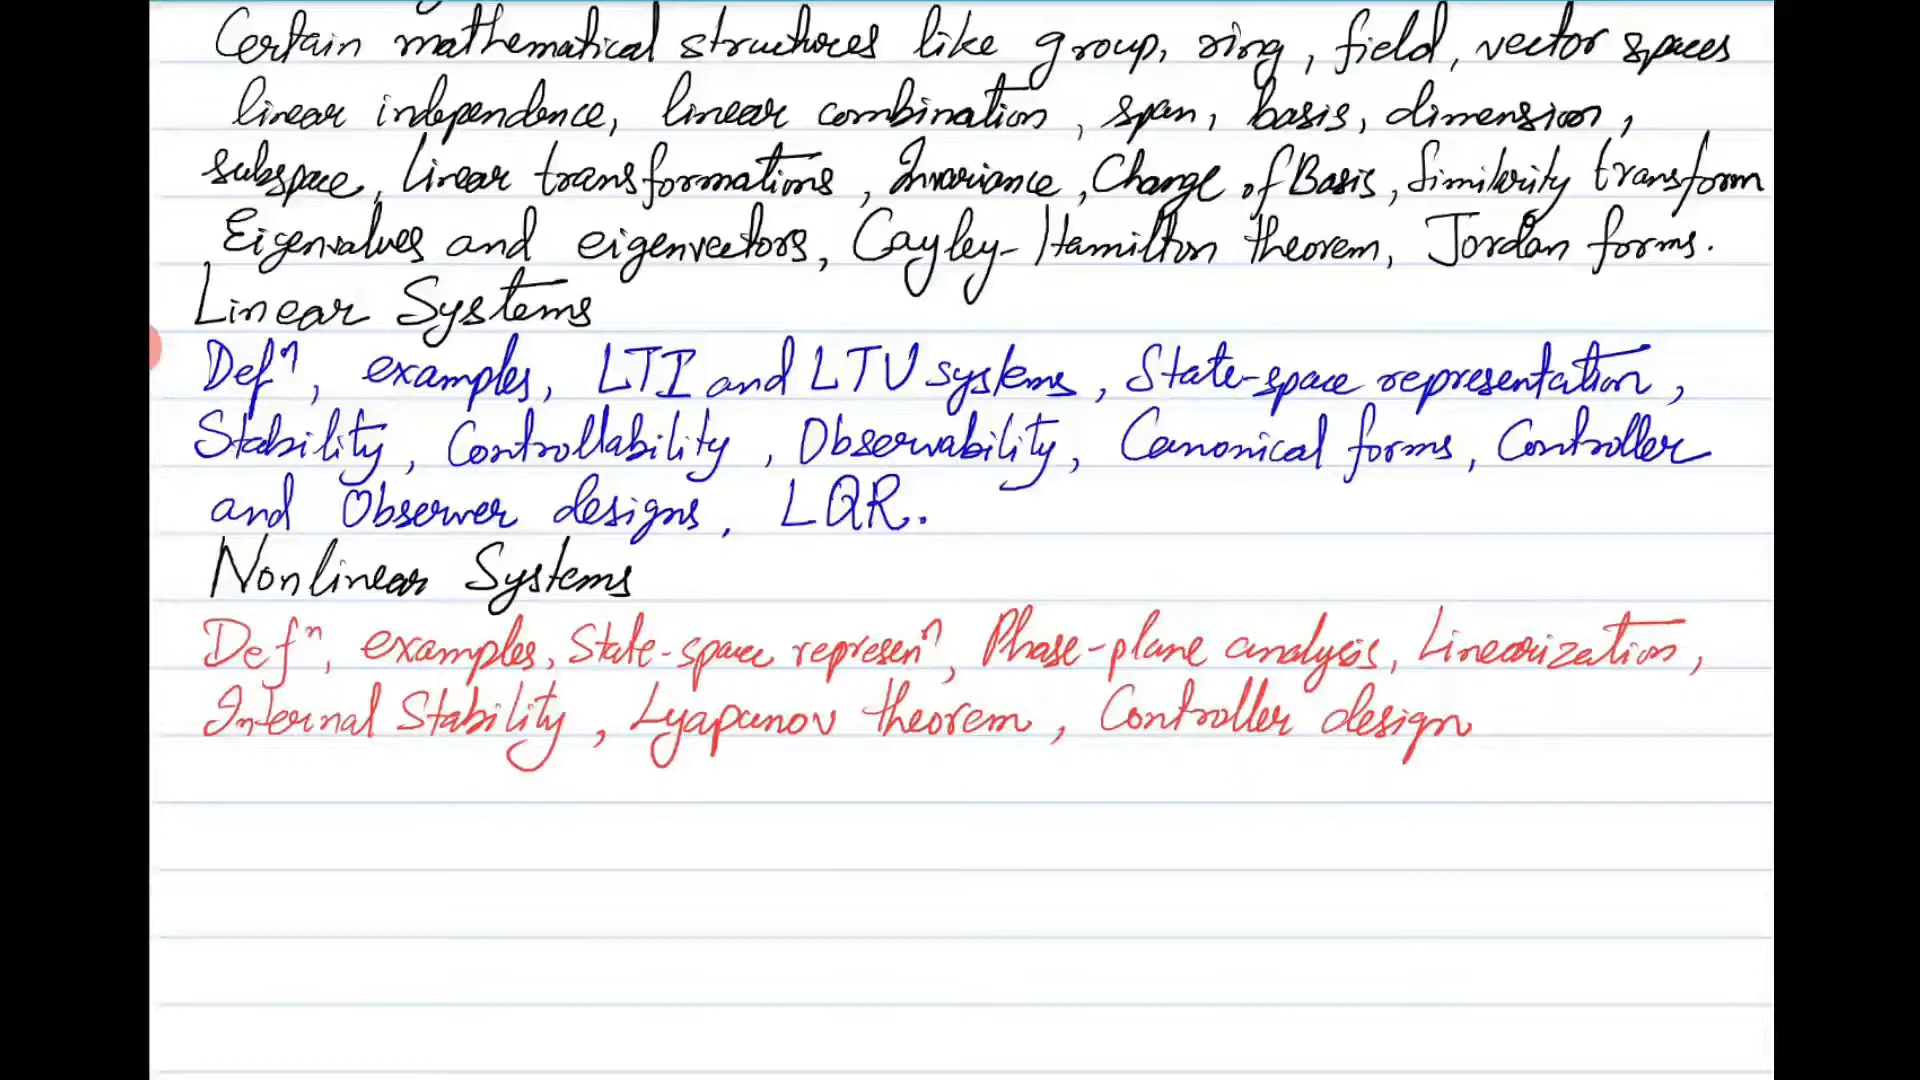 Certain mathematical structures like group, ring, field, vector spaces
linear independence, linear combination, span, basis, dimension,
subspace, Linear transformations, Invariance, Change of Basis, Similarity transform
Eigenvalues and eigenvectors, Cayley-Hamilton theorem, Jordan forms.
Linear Systems
Defⁿ, examples, LTI and LTV systems, State-space representation,
Stability, Controllability, Observability, Canonical forms, Controller
and Observer designs, LQR.
Nonlinear Systems
Defⁿ, examples, State-space represenⁿ, Phase-plane analysis, Linearization,
Internal Stability, Lyapunov theorem, Controller design